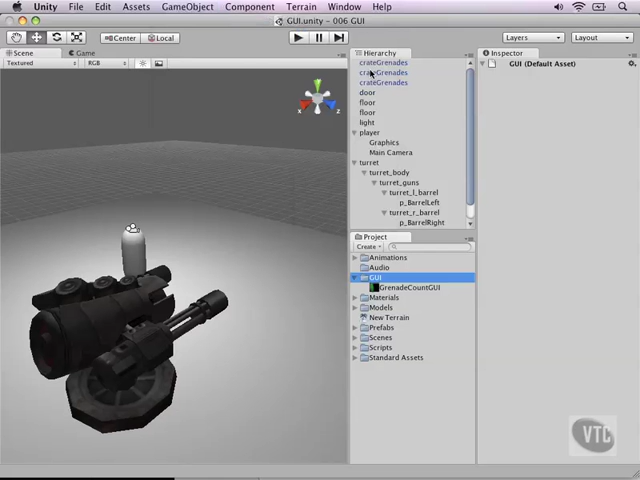 Unity File Edit Assets GameObject Component Terrain Window Help
GUI.unity - 006 GUI
Center Local Layers Layout
Scene Game
Textured RGB
x z
Hierarchy
crateGrenades
crateGrenades
crateGrenades
door
floor
floor
light
player
Graphics
Main Camera
turret
turret_body
turret_guns
turret_l_barrel
p_BarrelLeft
turret_r_barrel
p_BarrelRight
Project
Create
Animations
Audio
GUI
GrenadeCountGUI
Materials
Models
New Terrain
Prefabs
Scenes
Scripts
Standard Assets
Inspector
GUI (Default Asset)
VTC